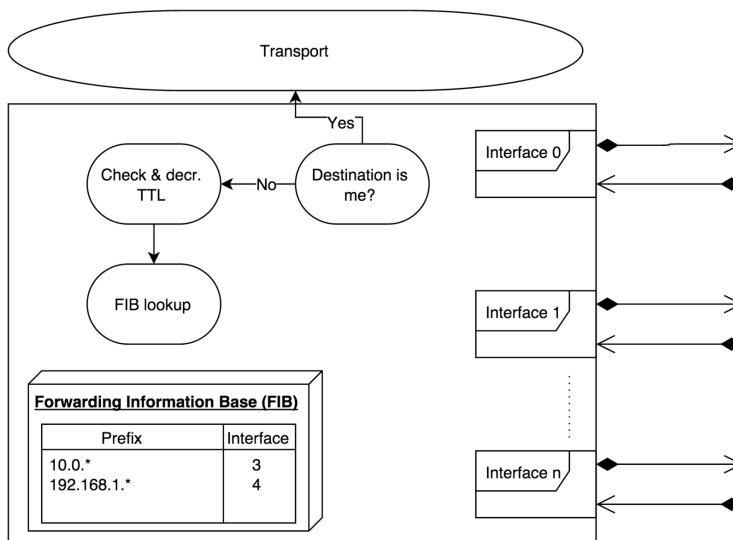 Transport
Yes
Check & decr.
TTL
No
Destination is
me?
Interface 0
FIB lookup
Interface 1
Forwarding Information Base (FIB)
Prefix Interface
10.0.* 3
192.168.1.* 4
Interface n